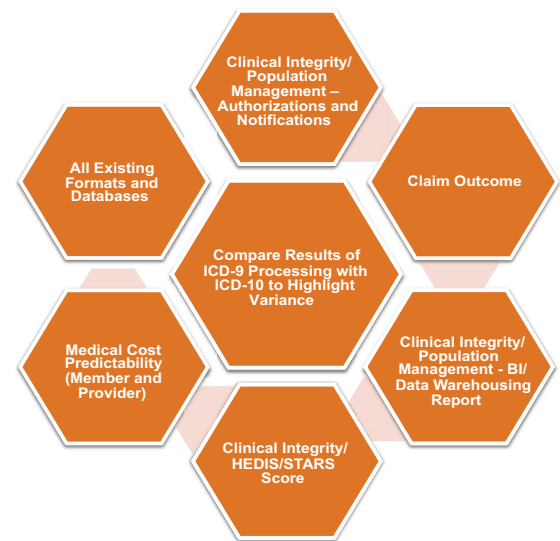 Clinical Integrity/
Population
Management –
Authorizations and
Notifications
All Existing
Formats and
Databases
Claim Outcome
Compare Results of
ICD-9 Processing with
ICD-10 to Highlight
Variance
Medical Cost
Predictability
(Member and
Provider)
Clinical Integrity/
Population
Management - BI/
Data Warehousing
Report
Clinical Integrity/
HEDIS/STARS
Score